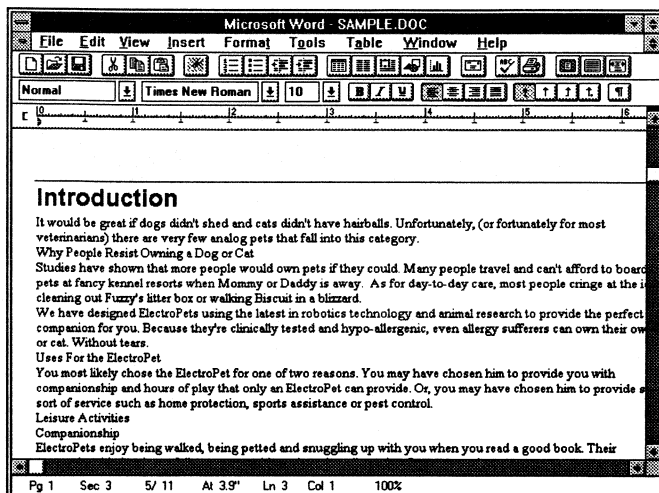 Microsoft Word - SAMPLE.DOC
File Edit View Insert Format Tools Table Window Help
Normal Times New Roman 10 B I U
0 1 2 3 4 5 6
Introduction
It would be great if dogs didn't shed and cats didn't have hairballs. Unfortunately, (or fortunately for most
veterinarians) there are very few analog pets that fall into this category.
Why People Resist Owning a Dog or Cat
Studies have shown that more people would own pets if they could. Many people travel and can't afford to board
pets at fancy kennel resorts when Mommy or Daddy is away. As for day-to-day care, most people cringe at the
cleaning out Fuzzy's litter box or walking Biscuit in a blizzard.
We have designed ElectroPets using the latest in robotics technology and animal research to provide the perfect
companion for you. Because they're clinically tested and hypo-allergenic, even allergy sufferers can own their
or cat. Without tears.
Uses For the ElectroPet
You most likely chose the ElectroPet for one of two reasons. You may have chosen him to provide you with
companionship and hours of play that only an ElectroPet can provide. Or, you may have chosen him to provide
sort of service such as home protection, sports assistance or pest control.
Leisure Activities
Companionship
ElectroPets enjoy being walked, being petted and snuggling up with you when you read a good book. Their
Pg 1 Sec 3 5/ 11 At 3.9" Ln 3 Col 1 100%